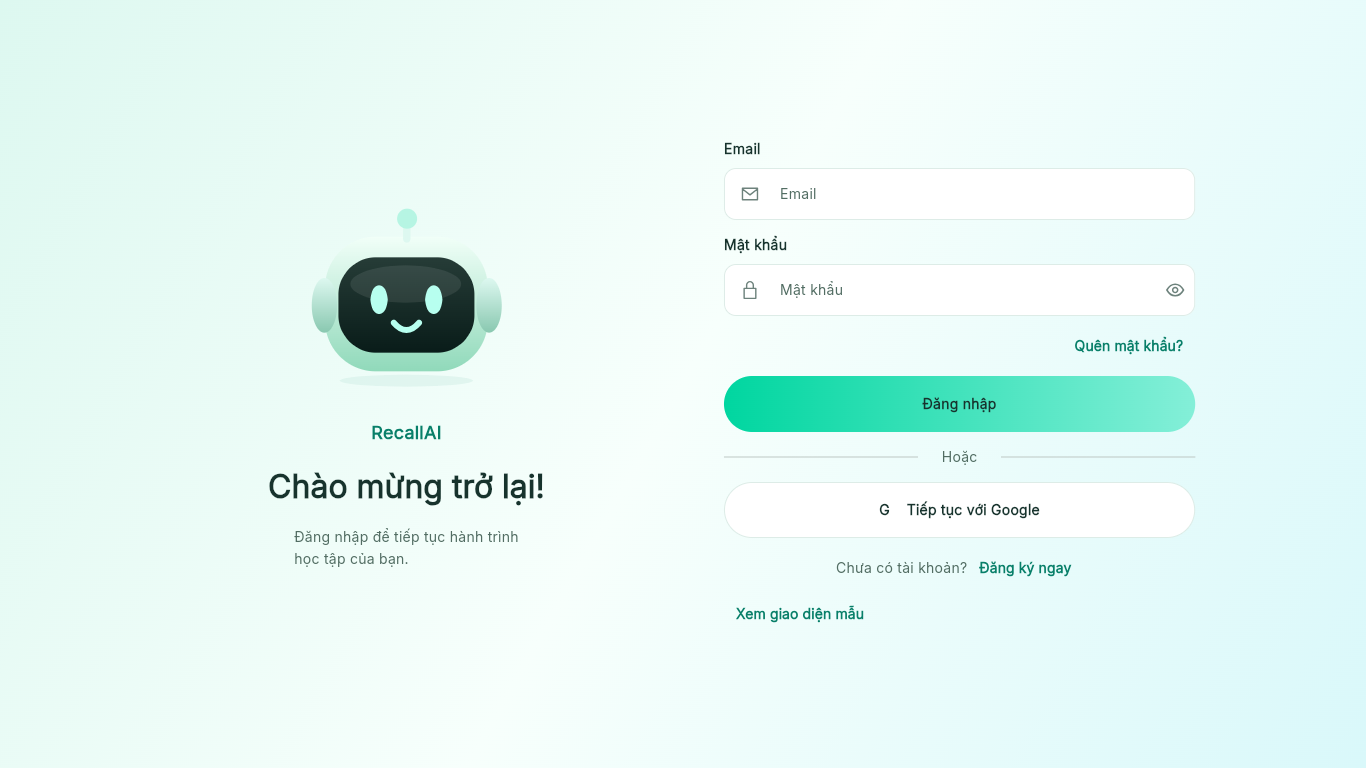 RecallAI
Chào mừng trở lại!
Đăng nhập để tiếp tục hành trình
học tập của bạn.
Email
Email
Mật khẩu
Mật khẩu
Quên mật khẩu?
Đăng nhập
Hoặc
G Tiếp tục với Google
Chưa có tài khoản? Đăng ký ngay
Xem giao diện mẫu